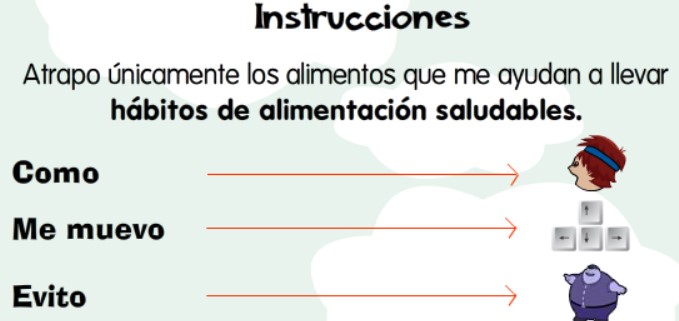 Instrucciones
Atrapo únicamente los alimentos que me ayudan a llevar
hábitos de alimentación saludables.
Como
Me muevo
Evito